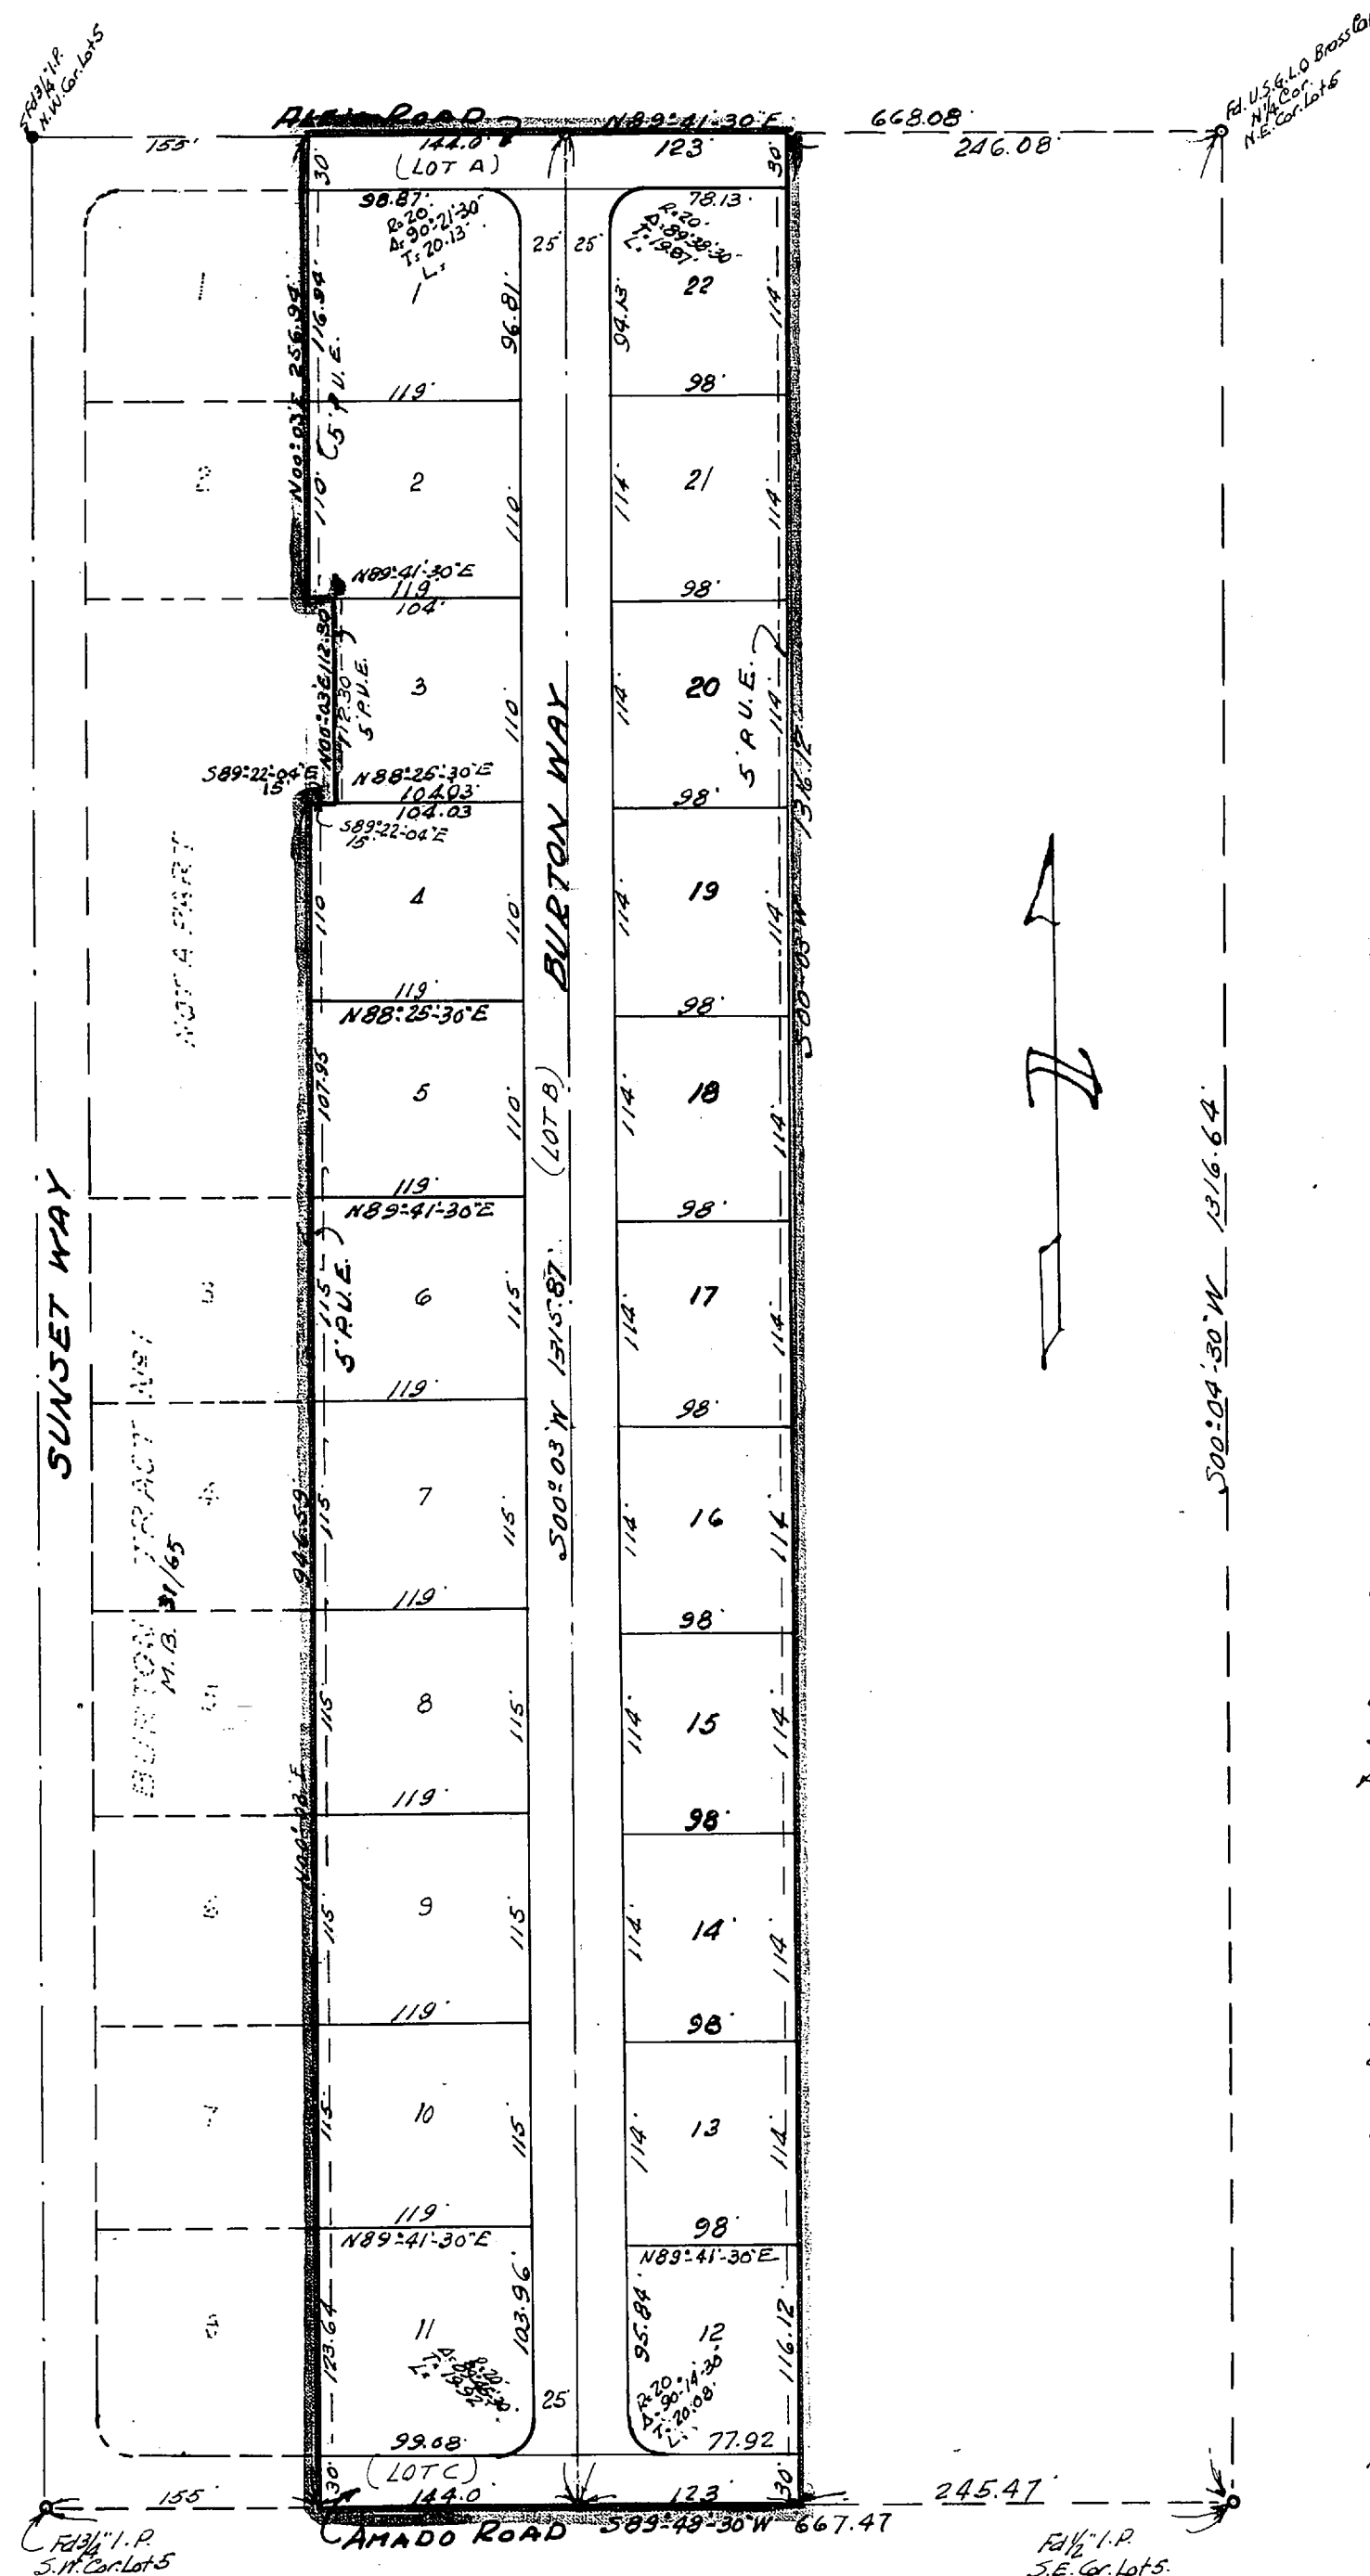 Fd 3/4" I.P.
N.W. Cor. Lot 5
Fd. U.S.G.L.O Brass Cap
N 1/4 Cor.
N.E. Cor. Lot 5
ROAD
N89°-41'-30"E
668.08'
155'
144.0'
123'
246.08'
(LOT A)
30'
30'
98.87'
R=20'
Δ=90°-21'-30"
T=20.13'
L=
78.13'
R=20'
Δ=89°-38'-30"
T=19.87'
L=
25' 25'
1
1
22
N00°-03'E 256.94'
116.94'
96.81'
94.13'
114'
5' P.U.E.
119'
98'
2
110'
2
110'
114'
21
114'
N89°-41'-30"E
119'
98'
104'
N00°-03'E 112.30'
112.30'
5' P.U.E.
3
110'
114'
20
114'
5' P.U.E.
S89°-22'-04"E
15'
N88°-25'-30"E
104.03'
104.03
98'
S89°-22'-04"E
15'
1316.12'
S00°-03'W
BURTON WAY
NOT A PART
110
4
110'
114'
19
114'
119'
N88°-25'-30"E
98'
107.95
5
110'
(LOT B)
114'
18
114'
119'
N89°-41'-30"E
98'
N
S00°-04'-30"W 1316.64'
SUNSET WAY
3
115'
5' P.U.E.
6
115'
S00°03'W 1315.87'
114'
17
114'
119'
98'
BURTON TRACT No 1
M.B. 31/65
4
946.59'
115'
7
115'
114'
16
114'
119'
98'
5
115'
8
115'
114'
15
114'
119'
98'
N00°-03'E
6
115'
9
115'
114'
14
114'
119'
98'
7
115'
10
115'
114'
13
114'
119'
N89°-41'-30"E
98'
N89°-41'-30"E
8
123.64
11
103.96'
95.84'
12
116.12'
R=20'
T=19.92'
L=
R=20'
Δ=90°-14'-30"
T=20.08'
L=
25'
99.08'
77.92
(LOT C)
30'
30'
155'
144.0'
123'
245.47'
AMADO ROAD
S89°-48'-30"W 667.47
Fd 3/4" I.P.
S.W. Cor. Lot 5
Fd 1/2" I.P.
S.E. Cor. Lot 5.